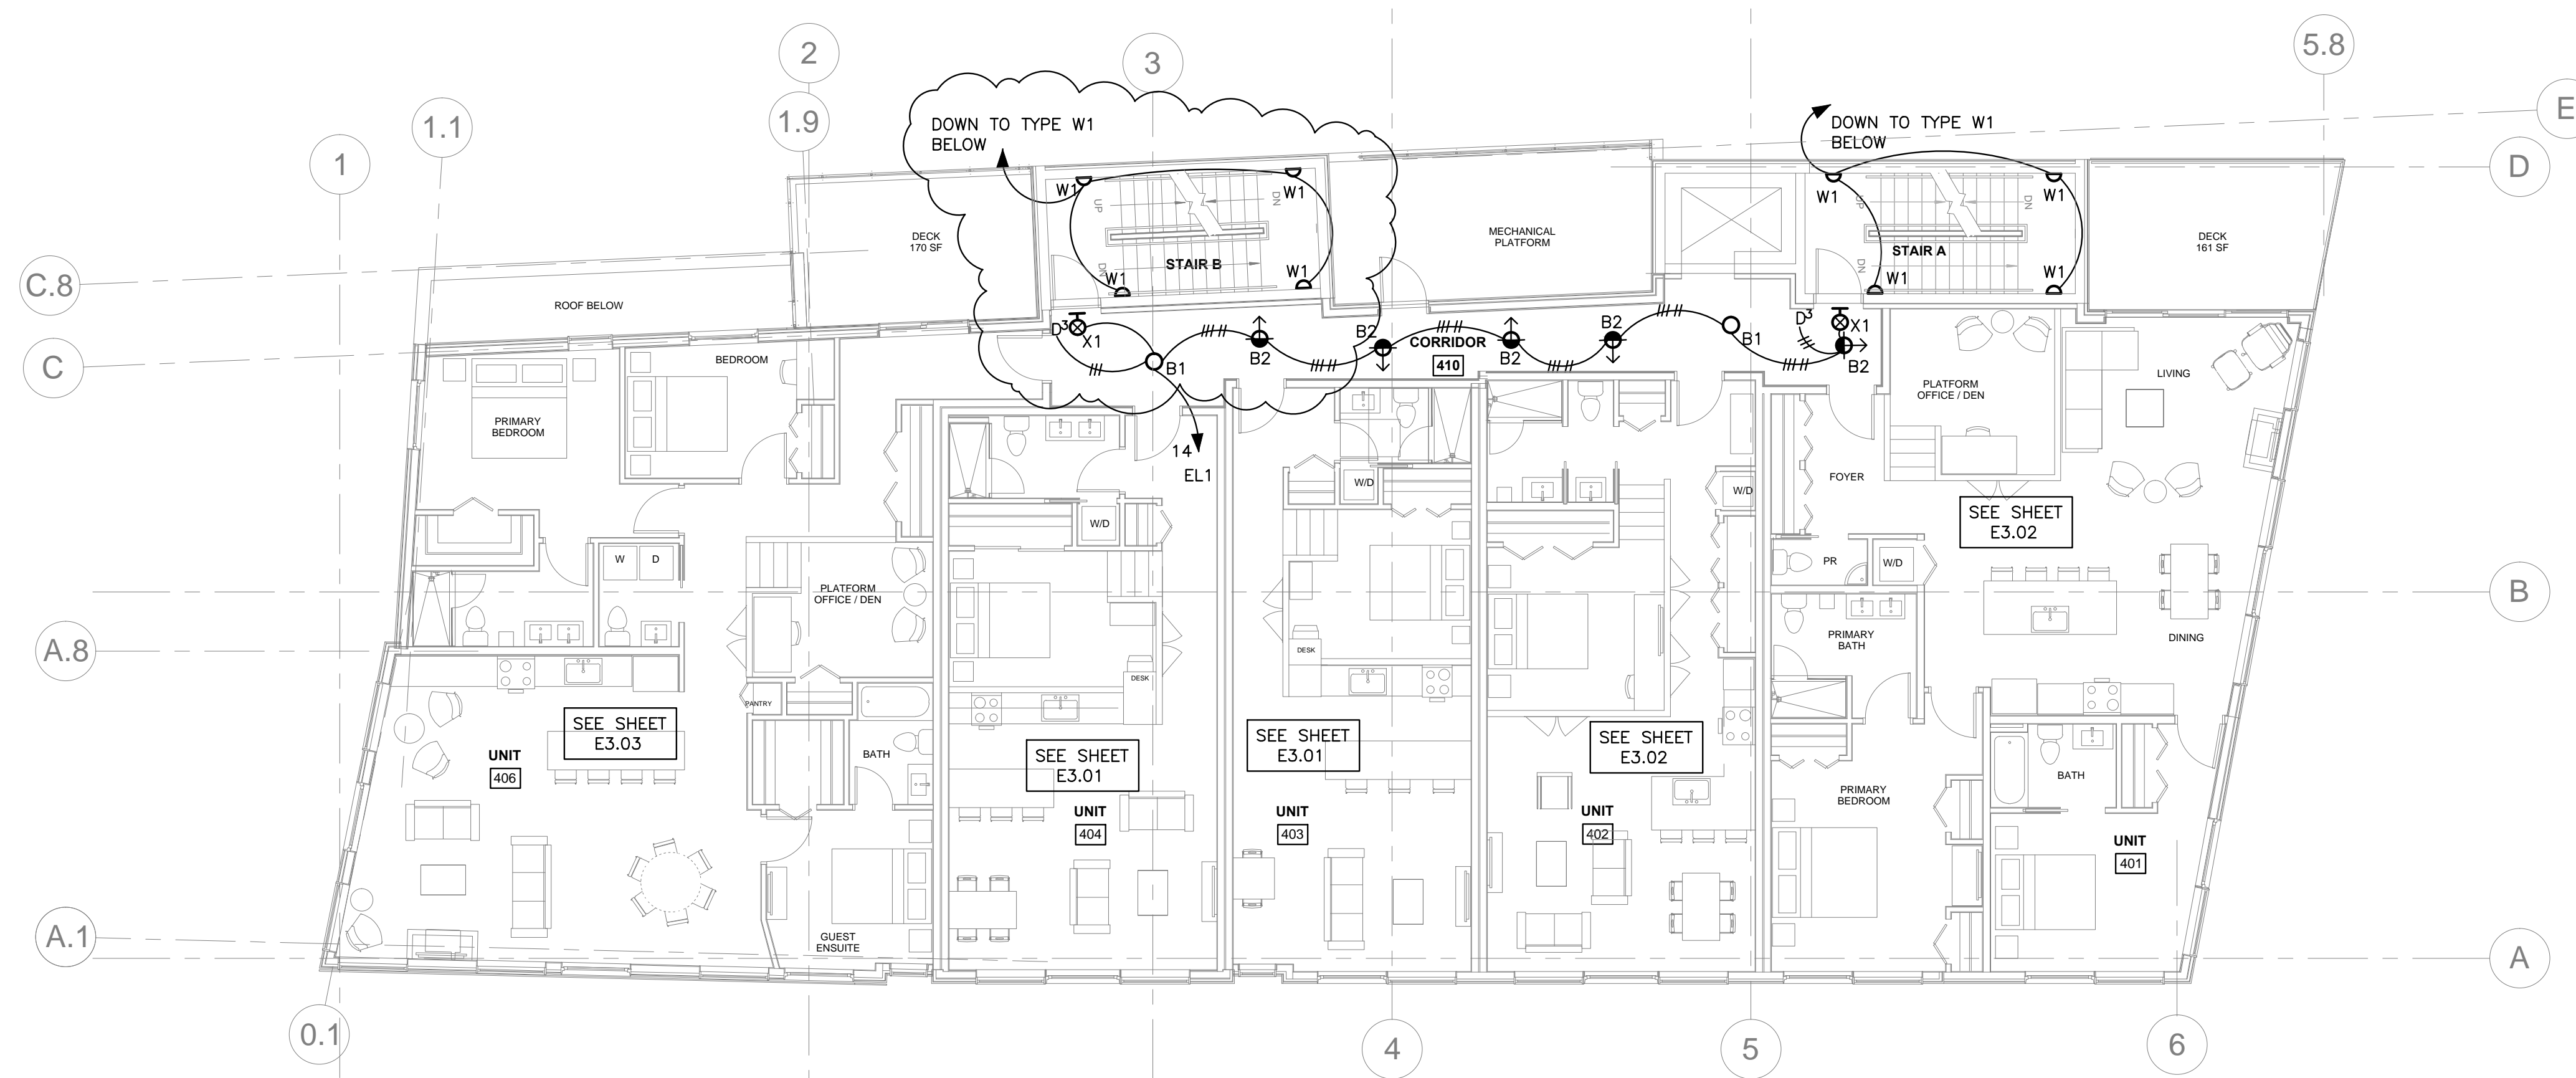 5.8
2
3
E
1.1
1.9
DOWN TO TYPE W1
BELOW
DOWN TO TYPE W1
BELOW
1
D
W1
W1
W1
W1
UP
DN
UP
DN
DECK
170 SF
MECHANICAL
PLATFORM
DECK
161 SF
STAIR B
STAIR A
DN
DN
W1
W1
W1
W1
C.8
ROOF BELOW
D3
X1
B1
B2
B2
CORRIDOR
410
B2
B2
B1
D3
X1
B2
C
BEDROOM
PRIMARY
BEDROOM
LIVING
PLATFORM
OFFICE / DEN
14
EL1
FOYER
W/D
W/D
W/D
SEE SHEET
E3.02
W
D
PR
W/D
PLATFORM
OFFICE / DEN
B
A.8
PRIMARY
BATH
DINING
DESK
DESK
PANTRY
SEE SHEET
E3.03
SEE SHEET
E3.01
SEE SHEET
E3.01
SEE SHEET
E3.02
UNIT
406
BATH
BATH
PRIMARY
BEDROOM
UNIT
404
UNIT
403
UNIT
402
UNIT
401
A.1
GUEST
ENSUITE
A
0.1
4
5
6